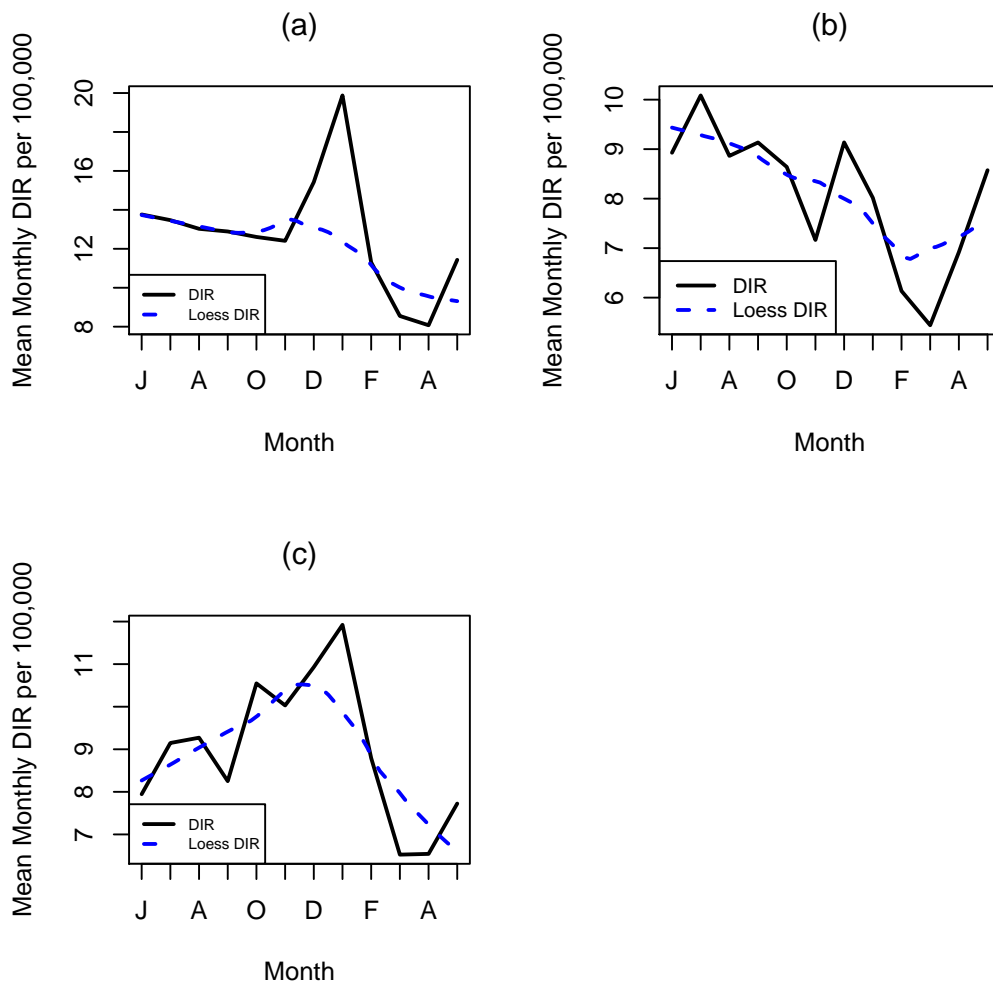 (a)
Mean Monthly DIR per 100,000
20
16
12
8
DIR
Loess DIR
J A O D F A
Month
(b)
Mean Monthly DIR per 100,000
10
9
8
7
6
DIR
Loess DIR
J A O D F A
Month
(c)
Mean Monthly DIR per 100,000
11
9
8
7
DIR
Loess DIR
J A O D F A
Month